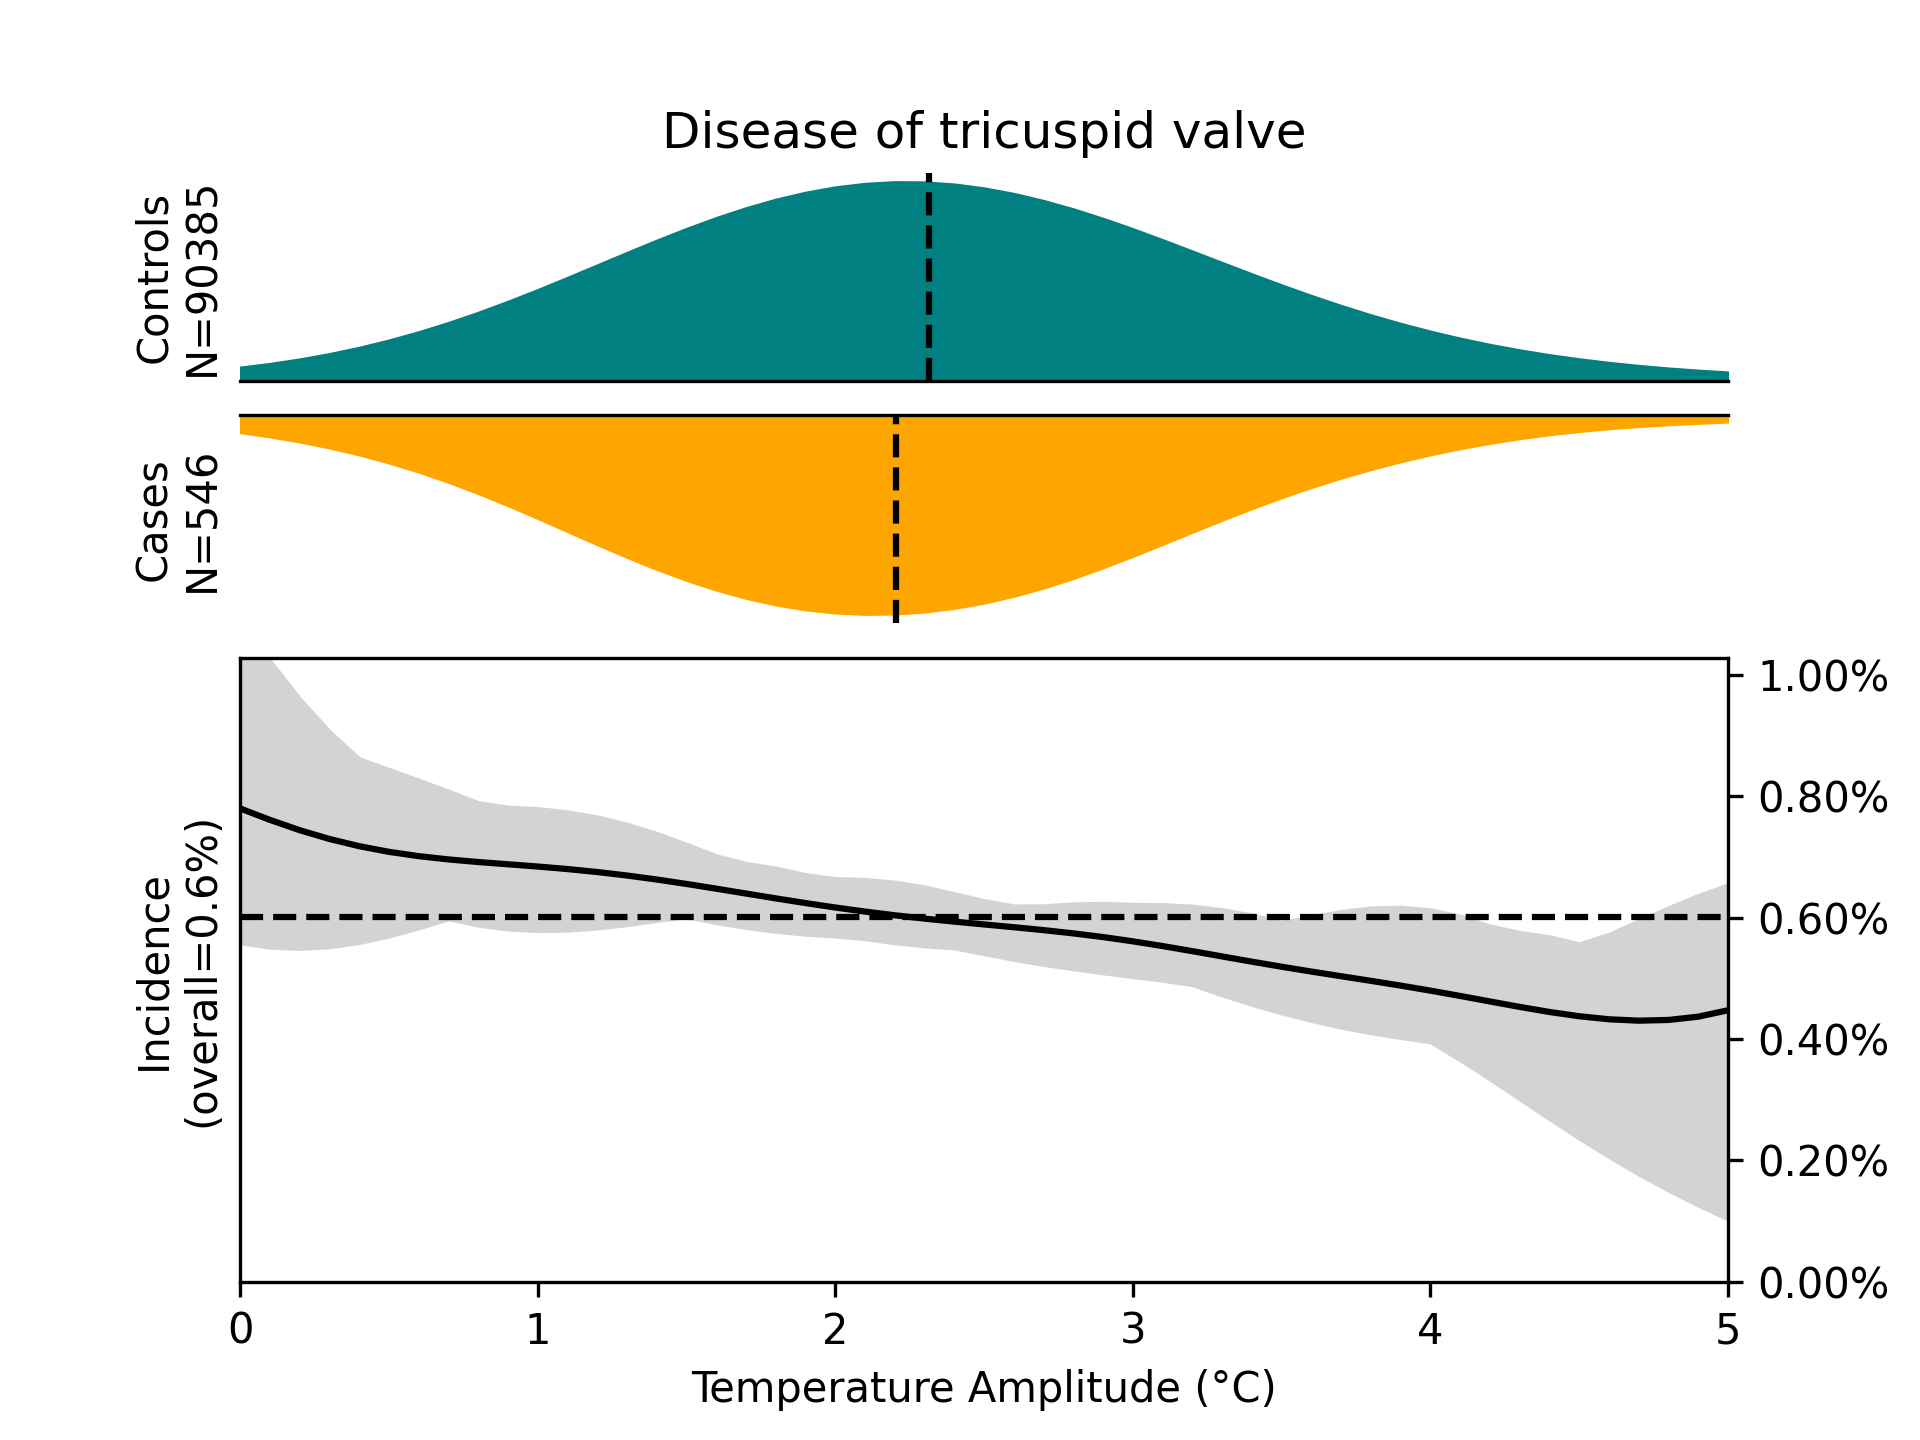 Disease of tricuspid valve
Controls
N=90385
Cases
N=546
Incidence
(overall=0.6%)
1.00%
0.80%
0.60%
0.40%
0.20%
0.00%
0 1 2 3 4 5
Temperature Amplitude (°C)